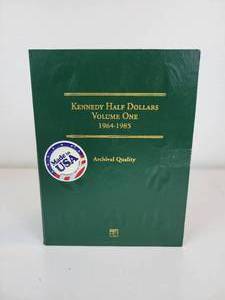 KENNEDY HALF DOLLARS
VOLUME ONE
1964-1985
Made in
USA
Archival Quality